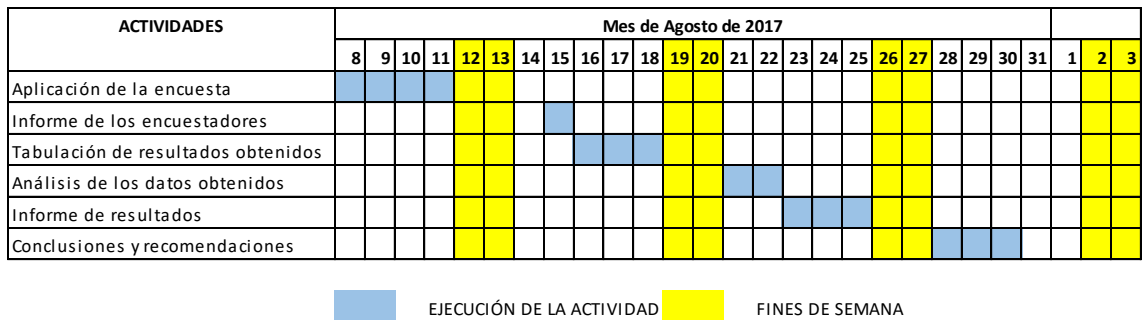 ACTIVIDADES Mes de Agosto de 2017
8 9 10 11 12 13 14 15 16 17 18 19 20 21 22 23 24 25 26 27 28 29 30 31 1 2 3
Aplicación de la encuesta
Informe de los encuestadores
Tabulación de resultados obtenidos
Análisis de los datos obtenidos
Informe de resultados
Conclusiones y recomendaciones
EJECUCIÓN DE LA ACTIVIDAD FINES DE SEMANA